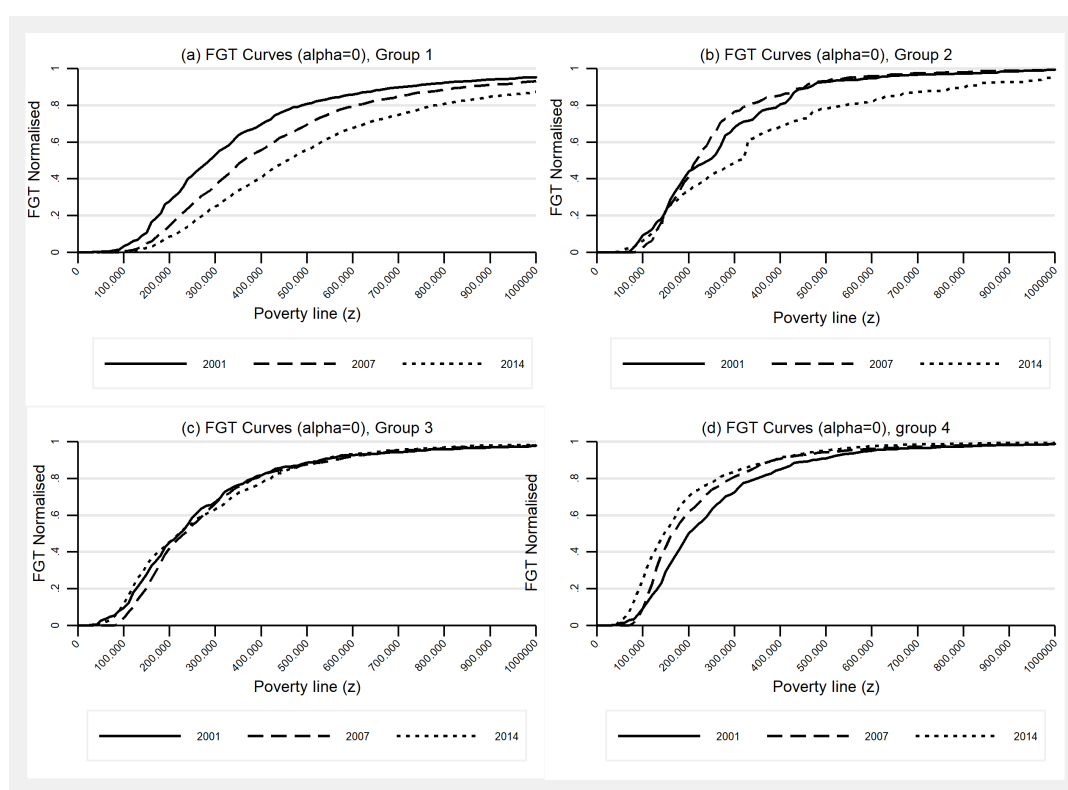 (a) FGT Curves (alpha=0), Group 1
FGT Normalised
0 .2 .4 .6 .8 1
0 100.000 200.000 300.000 400.000 500.000 600.000 700.000 800.000 900.000 1000000
Poverty line (z)
2001 2007 2014
(b) FGT Curves (alpha=0), Group 2
FGT Normalised
0 .2 .4 .6 .8 1
0 100.000 200.000 300.000 400.000 500.000 600.000 700.000 800.000 900.000 1000000
Poverty line (z)
2001 2007 2014
(c) FGT Curves (alpha=0), Group 3
FGT Normalised
0 .2 .4 .6 .8 1
0 100.000 200.000 300.000 400.000 500.000 600.000 700.000 800.000 900.000 1000000
Poverty line (z)
2001 2007 2014
(d) FGT Curves (alpha=0), group 4
FGT Normalised
0 .2 .4 .6 .8 1
0 100.000 200.000 300.000 400.000 500.000 600.000 700.000 800.000 900.000 1000000
Poverty line (z)
2001 2007 2014